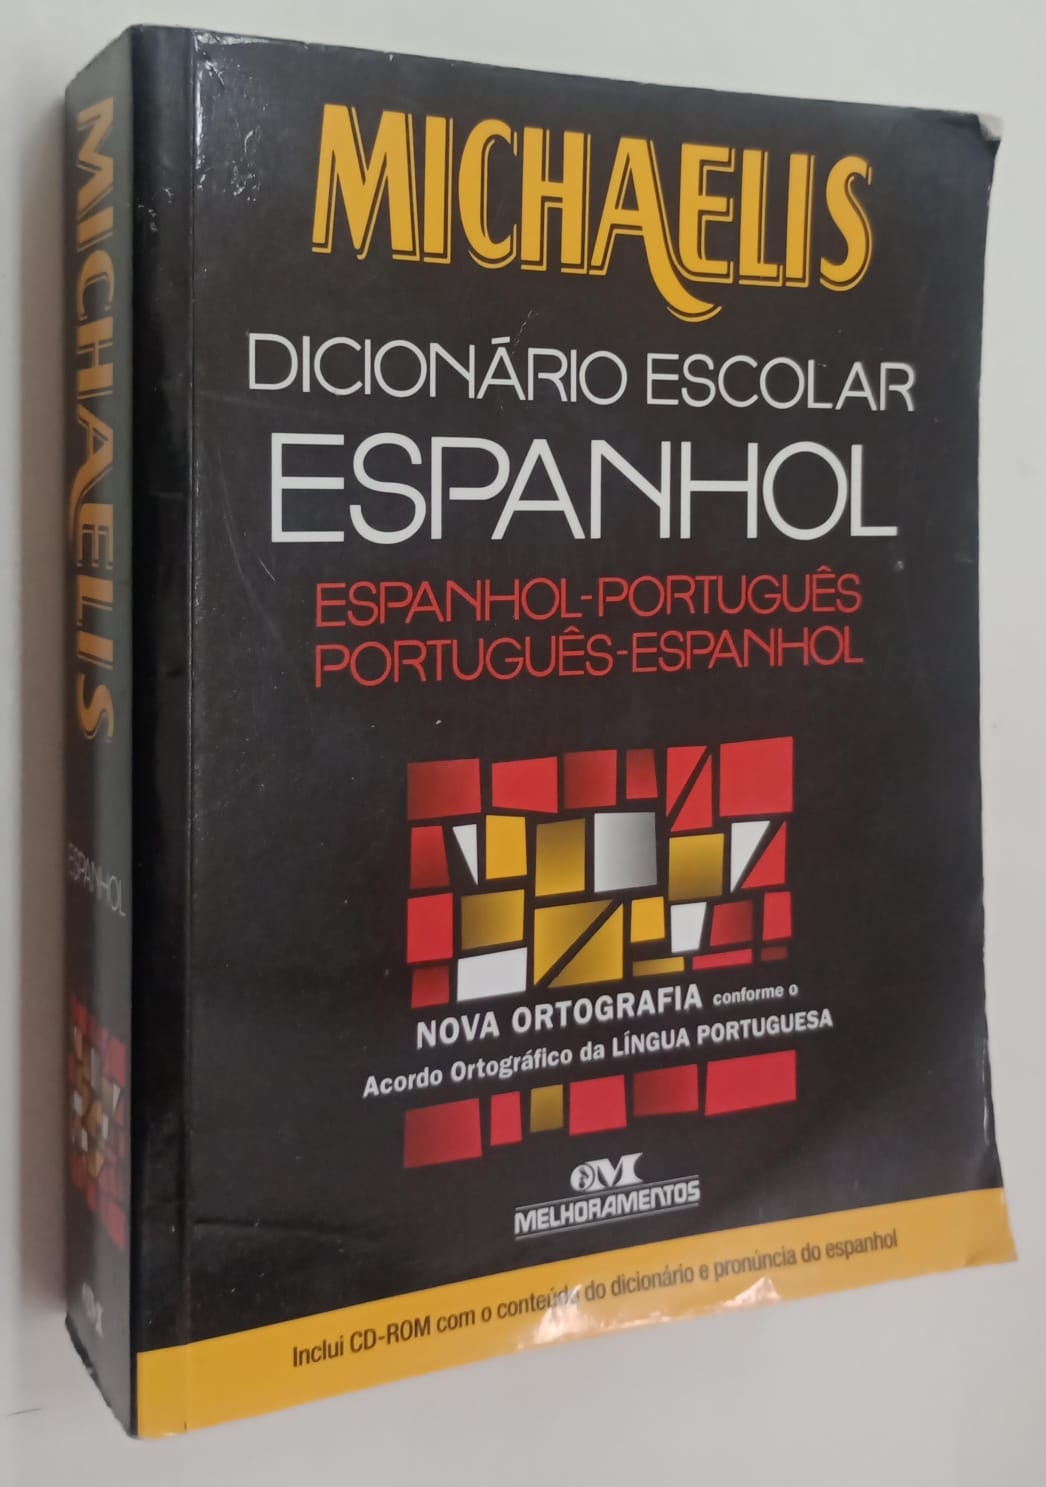 MICHAELIS
DICIONÁRIO ESCOLAR
ESPANHOL
ESPANHOL-PORTUGUÊS
PORTUGUÊS-ESPANHOL
NOVA ORTOGRAFIA conforme o
Acordo Ortográfico da LÍNGUA PORTUGUESA
M
MELHORAMENTOS
Inclui CD-ROM com o conteúdo do dicionário e pronúncia do espanhol
MICHAELIS
ESPANHOL
M